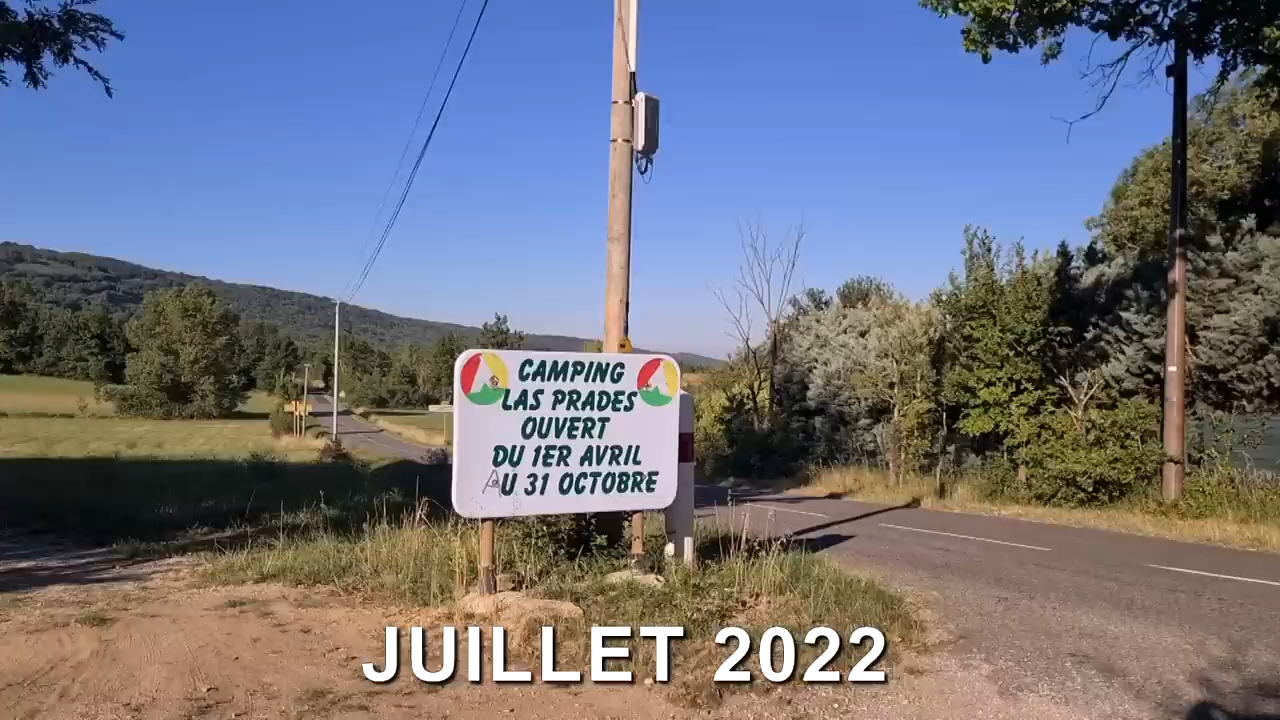 CAMPING
LAS PRADES
OUVERT
DU 1ER AVRIL
AU 31 OCTOBRE
JUILLET 2022